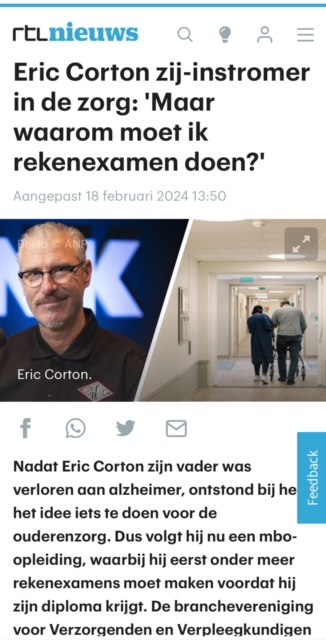 rtlnieuws
Eric Corton zij-instromer
in de zorg: 'Maar
waarom moet ik
rekenexamen doen?'
Aangepast 18 februari 2024 13:50
Beeld © ANP
NK
Eric Corton.
Feedback
Nadat Eric Corton zijn vader was
verloren aan alzheimer, ontstond bij he
het idee iets te doen voor de
ouderenzorg. Dus volgt hij nu een mbo-
opleiding, waarbij hij eerst onder meer
rekenexamens moet maken voordat hij
zijn diploma krijgt. De branchevereniging
voor Verzorgenden en Verpleegkundigen